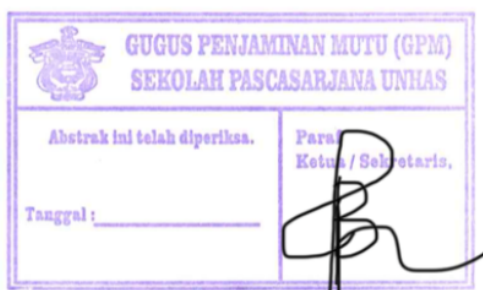 GUGUS PENJAMINAN MUTU (GPM)
SEKOLAH PASCASARJANA UNHAS
Abstrak ini telah diperiksa.
Paraf
Ketua / Sekretaris,
Tanggal :